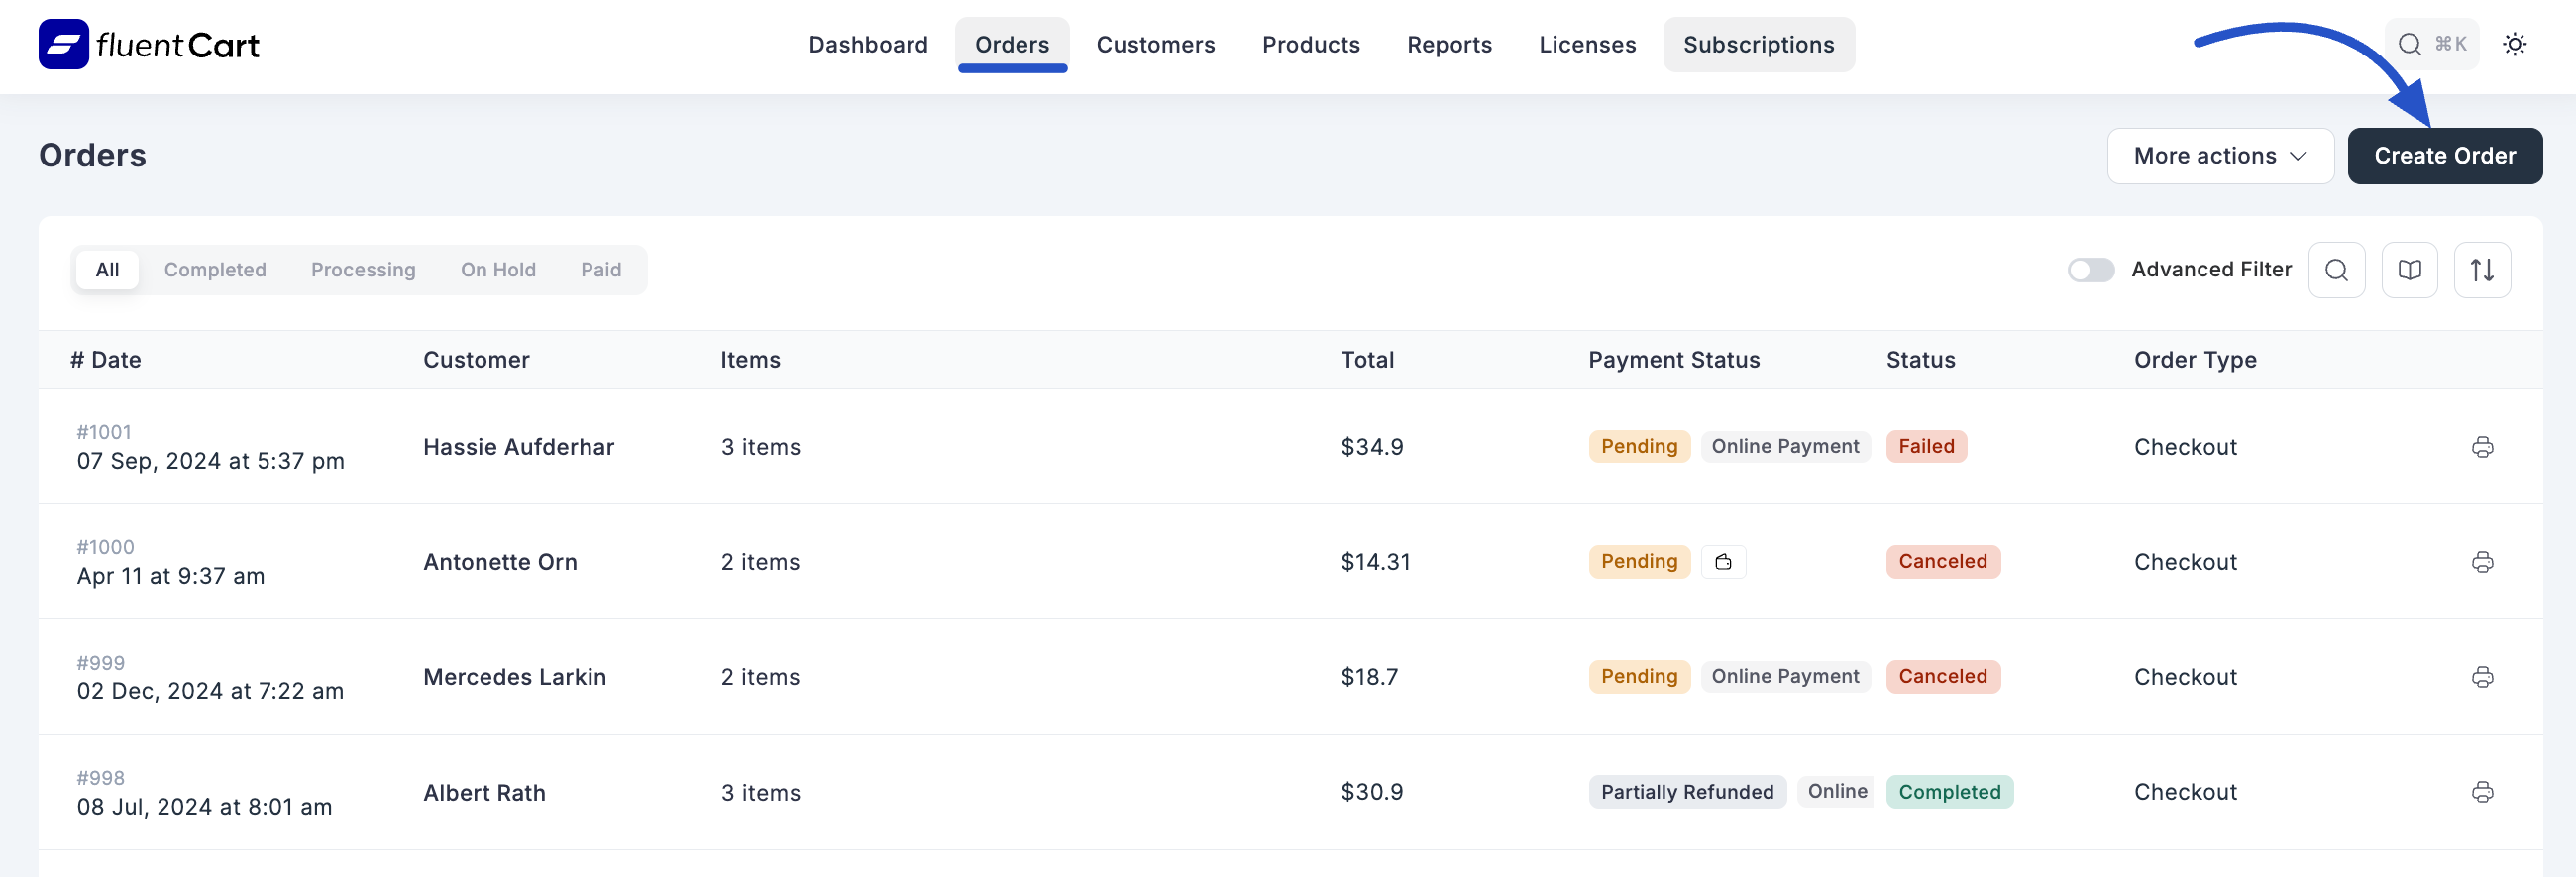 fluentCart
Dashboard Orders Customers Products Reports Licenses Subscriptions
⌘K
Orders
More actions
Create Order
All Completed Processing On Hold Paid
Advanced Filter
# Date Customer Items Total Payment Status Status Order Type
#1001
07 Sep, 2024 at 5:37 pm Hassie Aufderhar 3 items $34.9 Pending Online Payment Failed Checkout
#1000
Apr 11 at 9:37 am Antonette Orn 2 items $14.31 Pending Canceled Checkout
#999
02 Dec, 2024 at 7:22 am Mercedes Larkin 2 items $18.7 Pending Online Payment Canceled Checkout
#998
08 Jul, 2024 at 8:01 am Albert Rath 3 items $30.9 Partially Refunded Online Completed Checkout